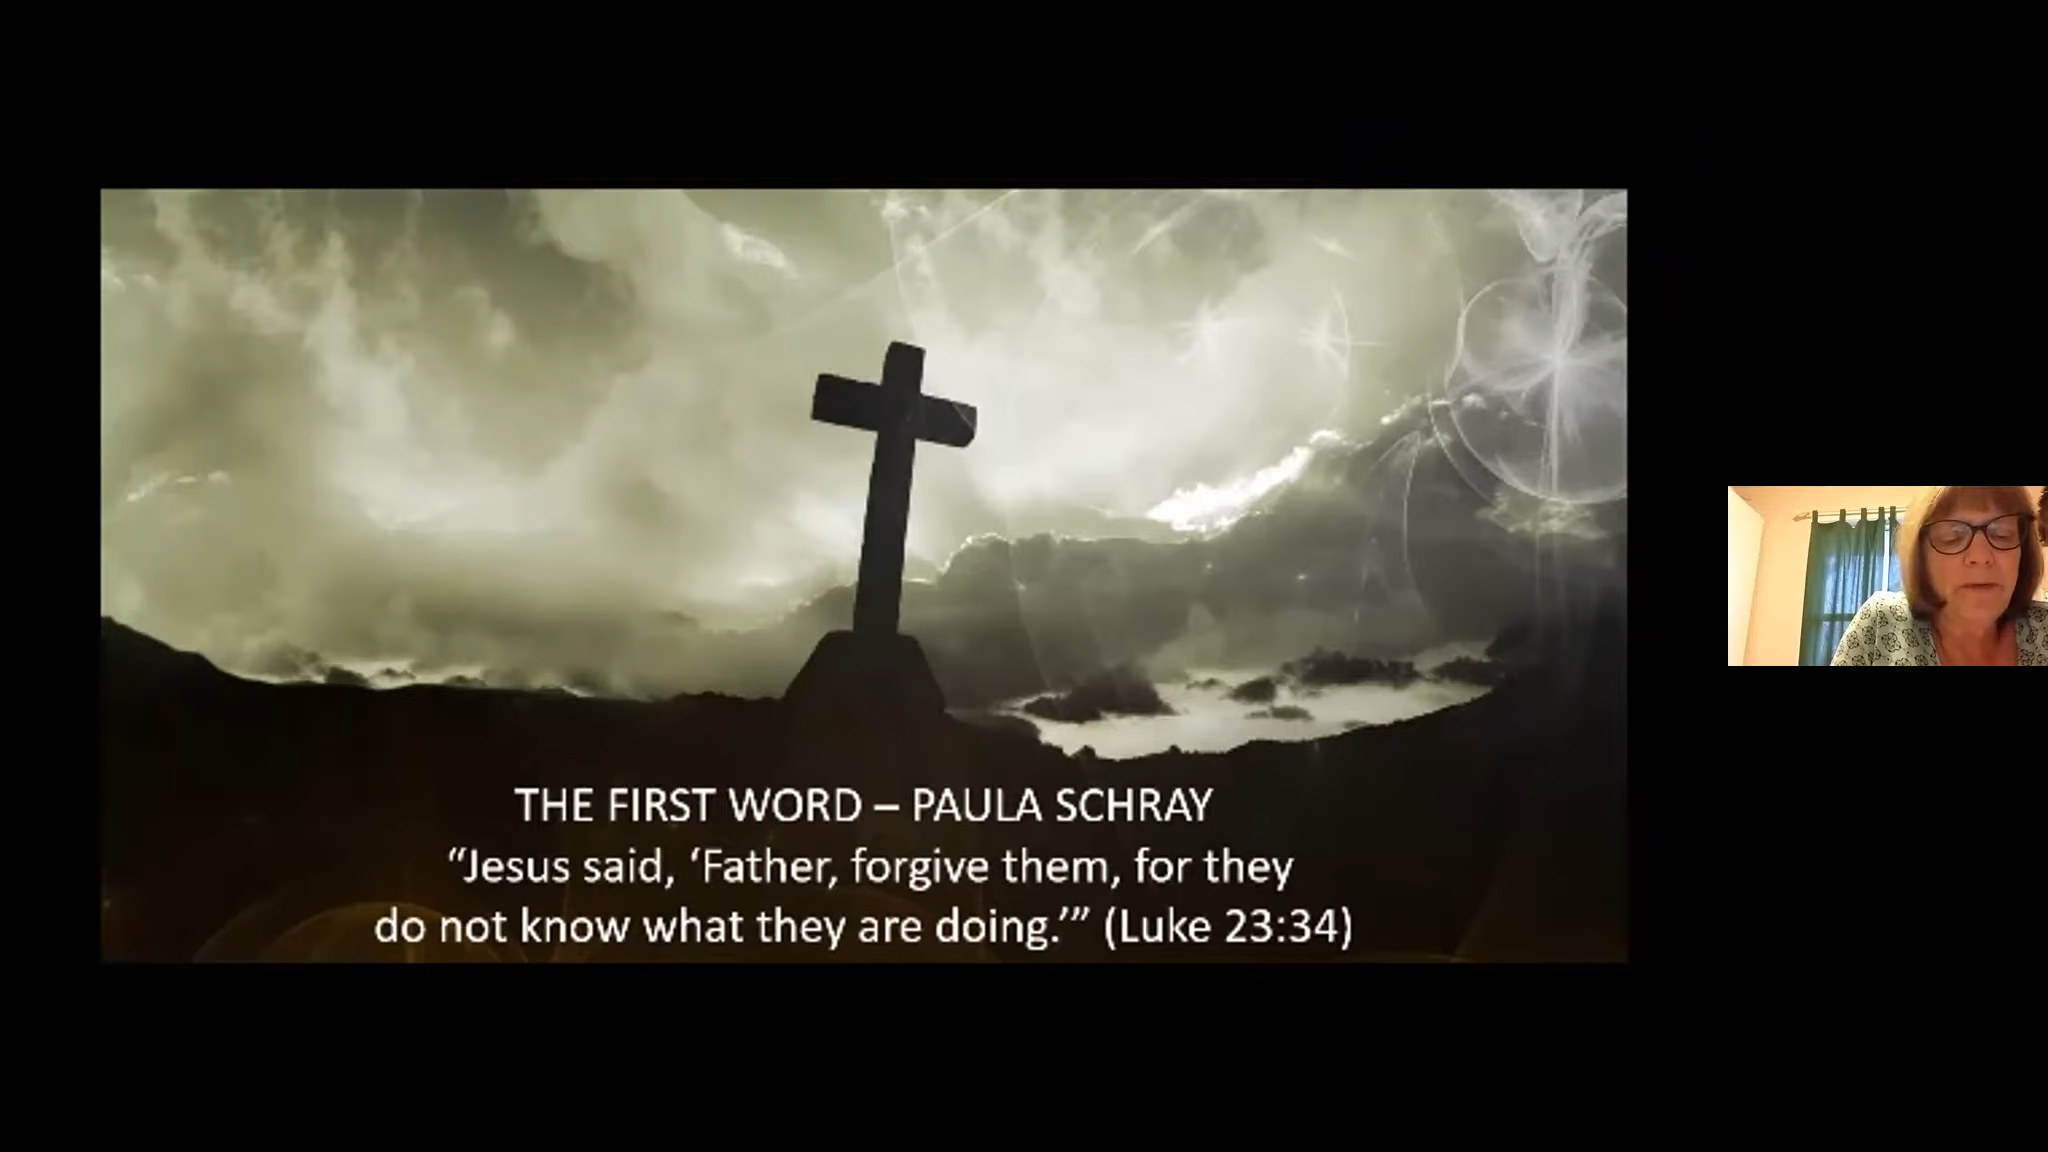 THE FIRST WORD – PAULA SCHRAY
“Jesus said, ‘Father, forgive them, for they
do not know what they are doing.’” (Luke 23:34)